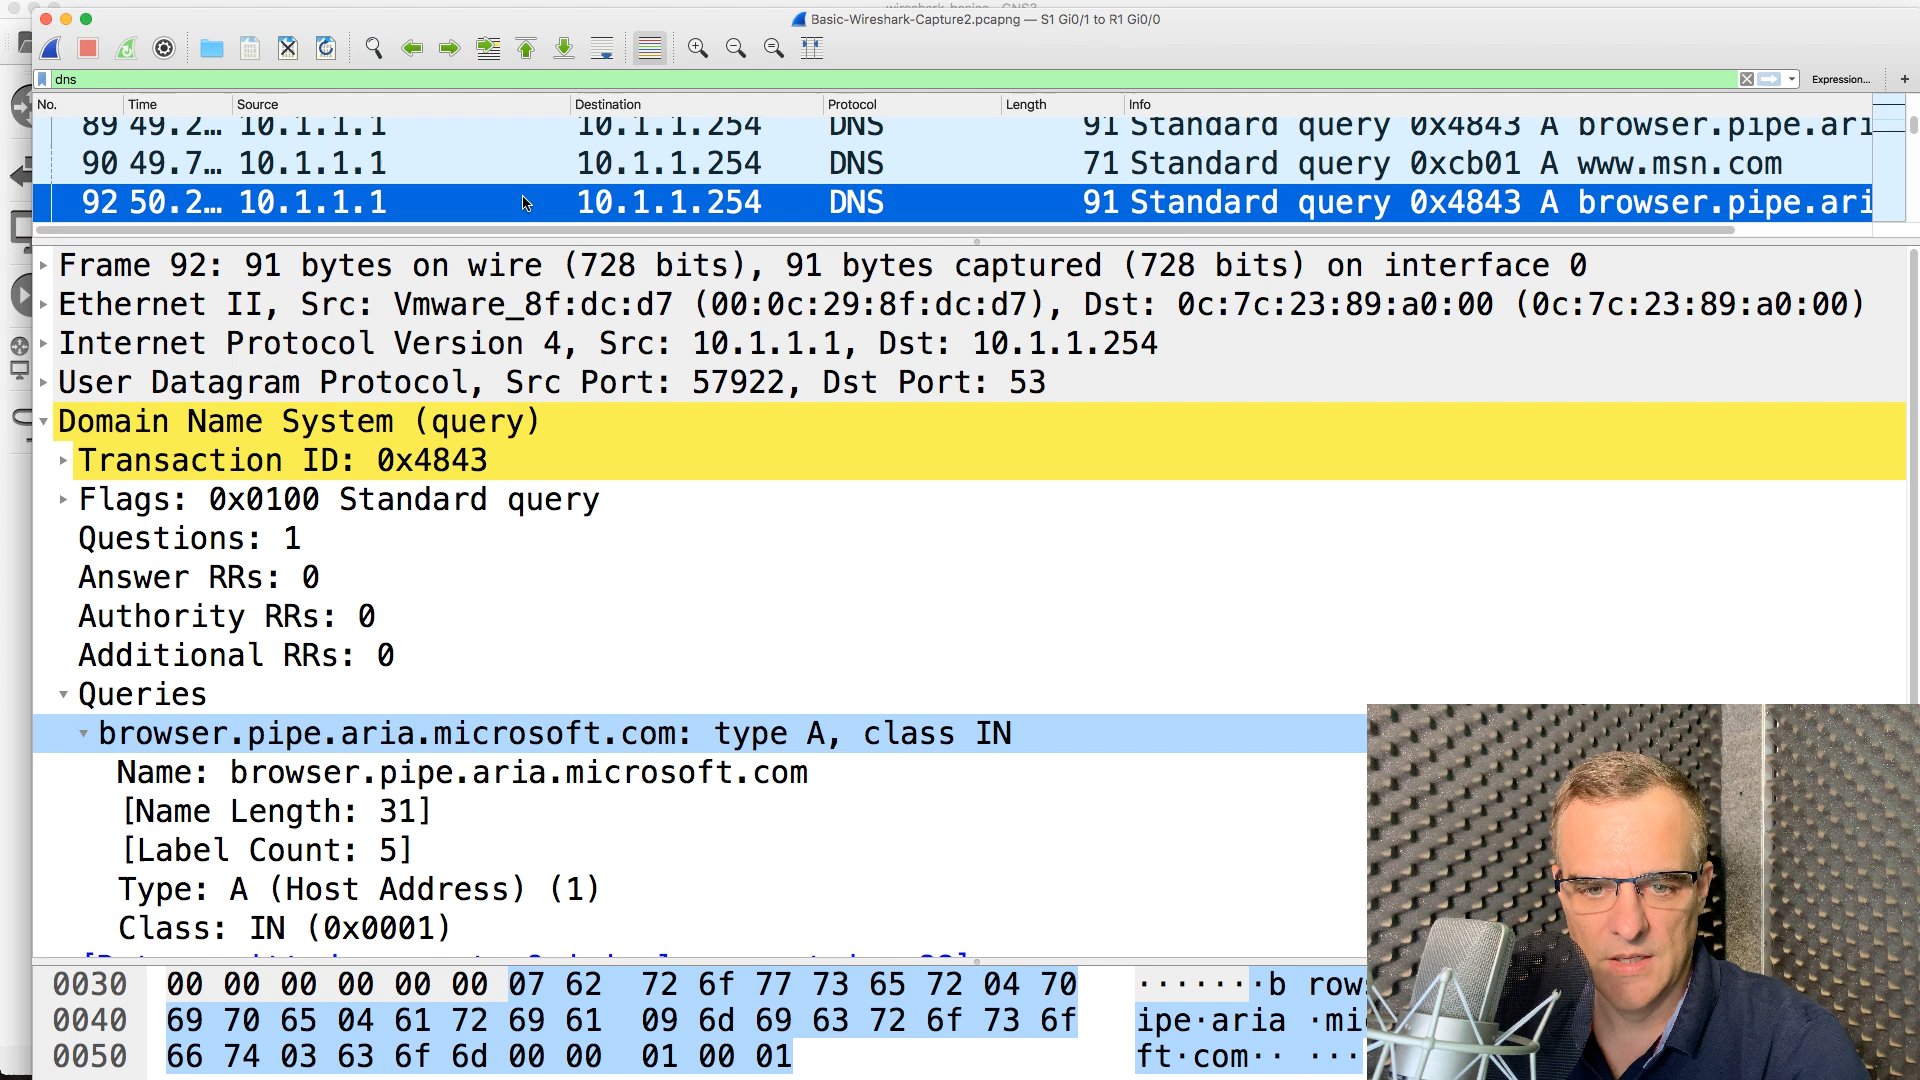 Basic-Wireshark-Capture2.pcapng — S1 Gi0/1 to R1 Gi0/0
dns
Expression...
+
No. Time Source Destination Protocol Length Info
89 49.2... 10.1.1.1 10.1.1.254 DNS 91 Standard query 0x4843 A browser.pipe.ari
90 49.7... 10.1.1.1 10.1.1.254 DNS 71 Standard query 0xcb01 A www.msn.com
92 50.2... 10.1.1.1 10.1.1.254 DNS 91 Standard query 0x4843 A browser.pipe.ari
Frame 92: 91 bytes on wire (728 bits), 91 bytes captured (728 bits) on interface 0
Ethernet II, Src: Vmware_8f:dc:d7 (00:0c:29:8f:dc:d7), Dst: 0c:7c:23:89:a0:00 (0c:7c:23:89:a0:00)
Internet Protocol Version 4, Src: 10.1.1.1, Dst: 10.1.1.254
User Datagram Protocol, Src Port: 57922, Dst Port: 53
Domain Name System (query)
Transaction ID: 0x4843
Flags: 0x0100 Standard query
Questions: 1
Answer RRs: 0
Authority RRs: 0
Additional RRs: 0
Queries
browser.pipe.aria.microsoft.com: type A, class IN
Name: browser.pipe.aria.microsoft.com
[Name Length: 31]
[Label Count: 5]
Type: A (Host Address) (1)
Class: IN (0x0001)
0030 00 00 00 00 00 00 07 62 72 6f 77 73 65 72 04 70 ·······b rows
0040 69 70 65 04 61 72 69 61 09 6d 69 63 72 6f 73 6f ipe·aria ·mi
0050 66 74 03 63 6f 6d 00 00 01 00 01 ft·com·· ···